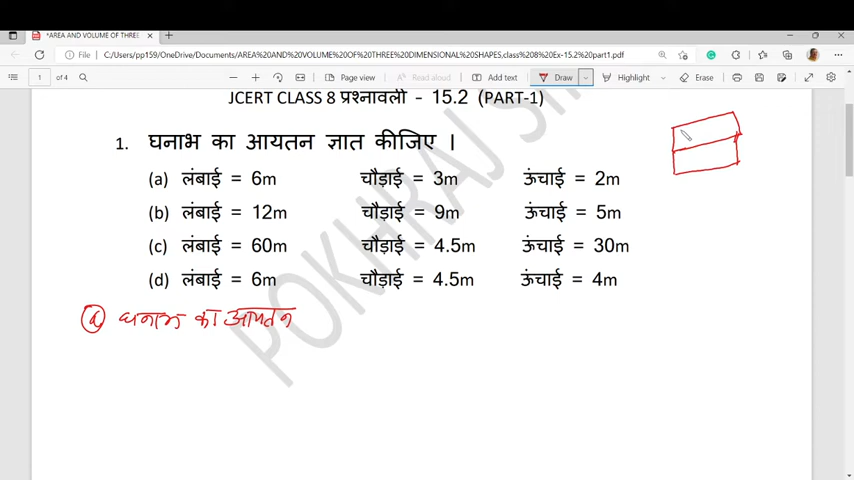 *AREA AND VOLUME OF THREE
C:/Users/pp159/OneDrive/Documents/AREA%20AND%20VOLUME%20OF%20THREE%20DIMENSIONAL%20SHAPES,class%208%20Ex-15.2%20part1.pdf
1 of 4 Page view Read aloud Add text Draw Highlight Erase
JCERT CLASS 8 प्रश्नावली - 15.2 (PART-1)
1. घनाभ का आयतन ज्ञात कीजिए ।
(a) लंबाई = 6m चौड़ाई = 3m ऊंचाई = 2m
(b) लंबाई = 12m चौड़ाई = 9m ऊंचाई = 5m
(c) लंबाई = 60m चौड़ाई = 4.5m ऊंचाई = 30m
(d) लंबाई = 6m चौड़ाई = 4.5m ऊंचाई = 4m
a घनाभ का आयतन
POKHRAJ